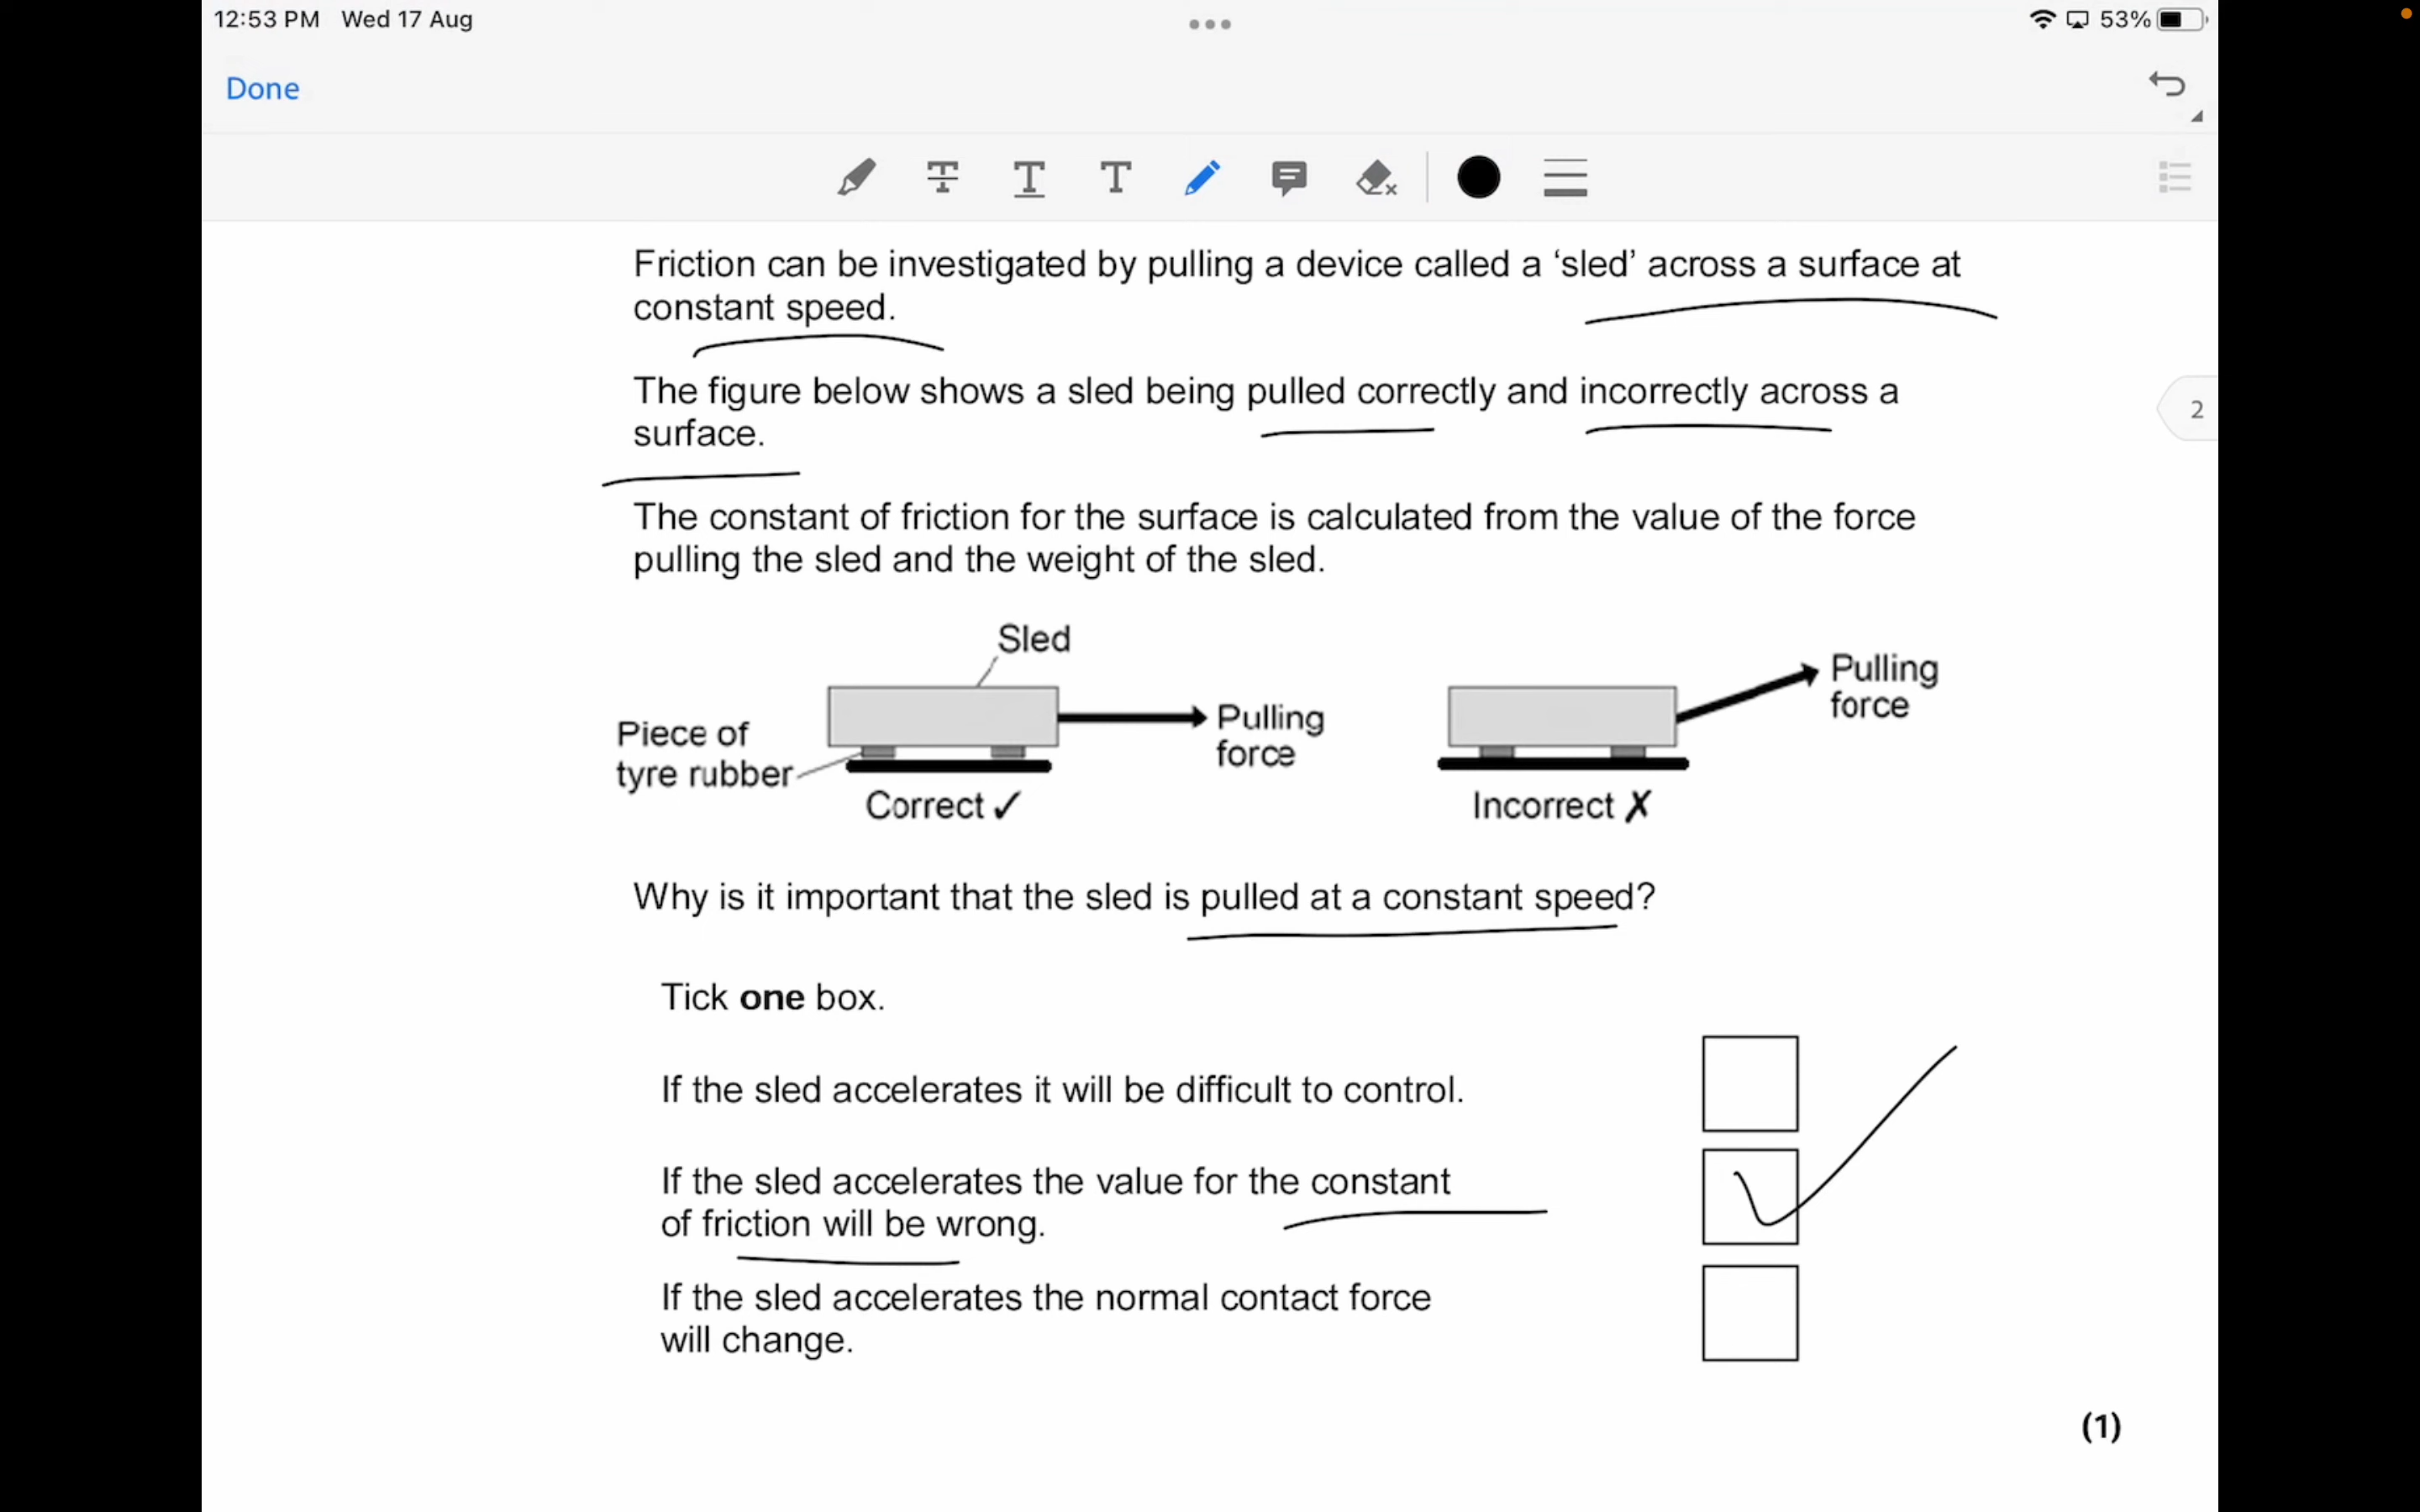 12:53 PM Wed 17 Aug
53%
Done
2
Friction can be investigated by pulling a device called a ‘sled’ across a surface at
constant speed.
The figure below shows a sled being pulled correctly and incorrectly across a
surface.
The constant of friction for the surface is calculated from the value of the force
pulling the sled and the weight of the sled.
Sled
Piece of
tyre rubber
Pulling
force
Correct ✓
Pulling
force
Incorrect ✗
Why is it important that the sled is pulled at a constant speed?
Tick one box.
If the sled accelerates it will be difficult to control.
If the sled accelerates the value for the constant
of friction will be wrong.
If the sled accelerates the normal contact force
will change.
(1)